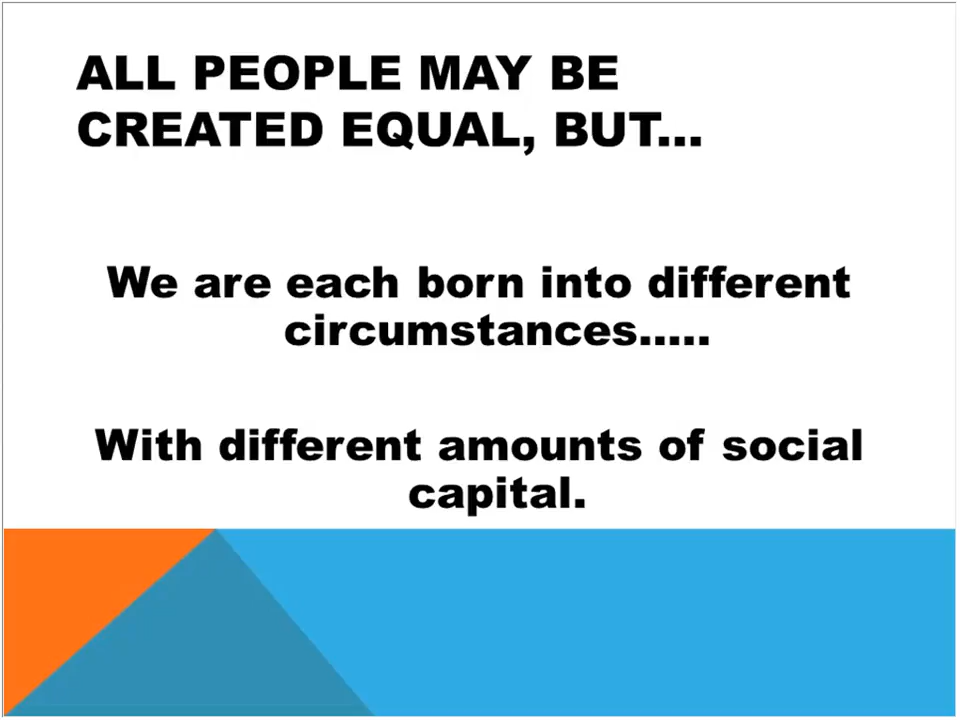 ALL PEOPLE MAY BE
CREATED EQUAL, BUT...
We are each born into different
circumstances.....
With different amounts of social
capital.